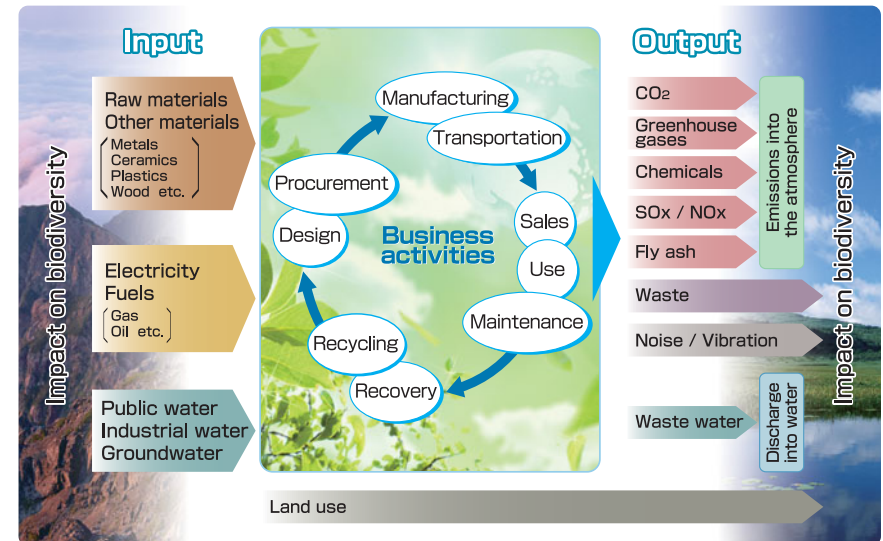 Input
Impact on biodiversity
Raw materials
Other materials
Metals
Ceramics
Plastics
Wood etc.
Electricity
Fuels
Gas
Oil etc.
Public water
Industrial water
Groundwater
Manufacturing
Transportation
Procurement
Design
Business
activities
Sales
Use
Maintenance
Recycling
Recovery
Output
CO₂
Greenhouse
gases
Chemicals
SOx / NOx
Fly ash
Emissions into
the atmosphere
Waste
Noise / Vibration
Waste water
Discharge
into water
Impact on biodiversity
Land use